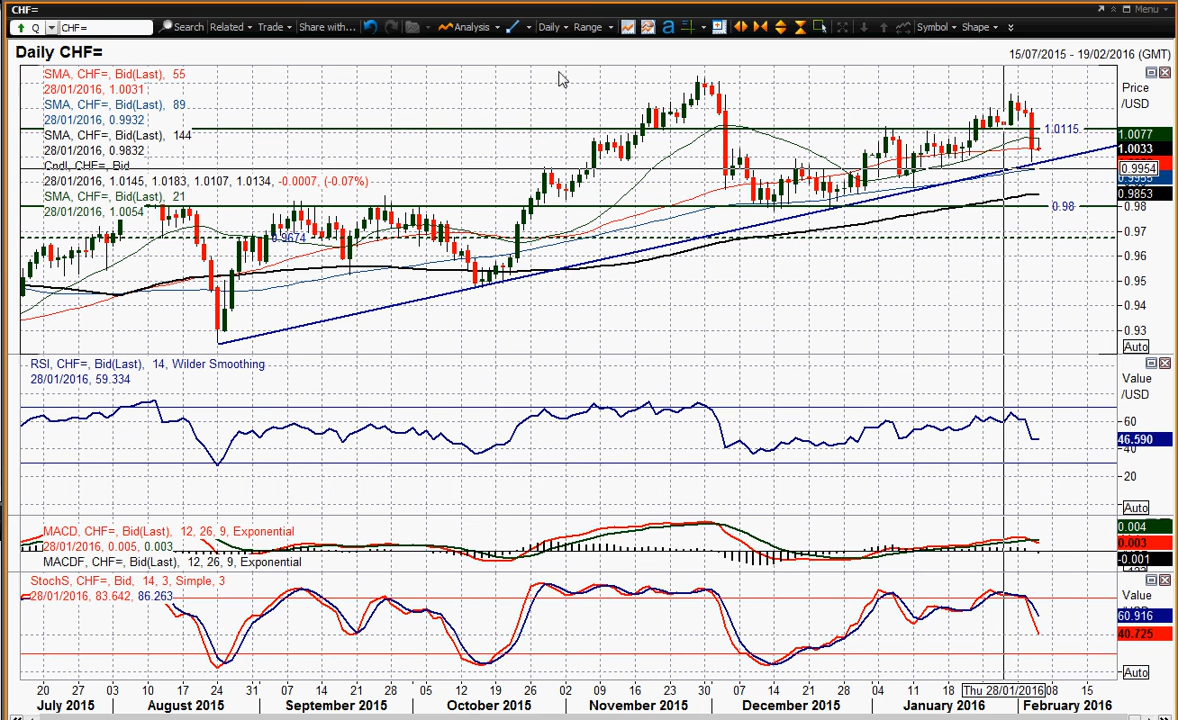 CHF=
Menu
Q CHF= Search Related Trade Share with... Analysis Daily Range Symbol Shape
Daily CHF=
15/07/2015 - 19/02/2016 (GMT)
SMA, CHF=, Bid(Last), 55
28/01/2016, 1.0031
SMA, CHF=, Bid(Last), 89
28/01/2016, 0.9932
SMA, CHF=, Bid(Last), 144
28/01/2016, 0.9832
Cndl, CHF=, Bid
28/01/2016, 1.0145, 1.0183, 1.0107, 1.0134, -0.0007, (-0.07%)
SMA, CHF=, Bid(Last), 21
28/01/2016, 1.0054
Price
/USD
1.0115
1.0077
1.0033
0.9954
0.9853
0.98
0.98
0.9674
0.97
0.96
0.95
0.94
0.93
Auto
RSI, CHF=, Bid(Last), 14, Wilder Smoothing
28/01/2016, 59.334
Value
/USD
60
46.590
40
20
Auto
MACD, CHF=, Bid(Last), 12, 26, 9, Exponential
28/01/2016, 0.005, 0.003
MACDF, CHF=, Bid(Last), 12, 26, 9, Exponential
0.004
0.003
-0.001
StochS, CHF=, Bid, 14, 3, Simple, 3
28/01/2016, 83.642, 86.263
Value
60.916
40.725
Auto
20 27 03 10 17 24 31 07 14 21 28 05 12 19 26 02 09 16 23 30 07 14 21 28 04 11 18 Thu 28/01/2016 08 15
July 2015 August 2015 September 2015 October 2015 November 2015 December 2015 January 2016 February 2016